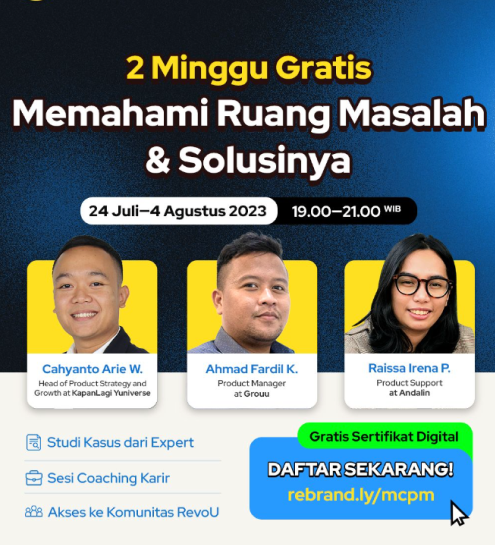 2 Minggu Gratis
Memahami Ruang Masalah
& Solusinya
24 Juli–4 Agustus 2023 19.00–21.00 WIB
Cahyanto Arie W.
Head of Product Strategy and
Growth at KapanLagi Yuniverse
Ahmad Fardil K.
Product Manager
at Grouu
Raissa Irena P.
Product Support
at Andalin
Studi Kasus dari Expert
Sesi Coaching Karir
Akses ke Komunitas RevoU
Gratis Sertifikat Digital
DAFTAR SEKARANG!
rebrand.ly/mcpm